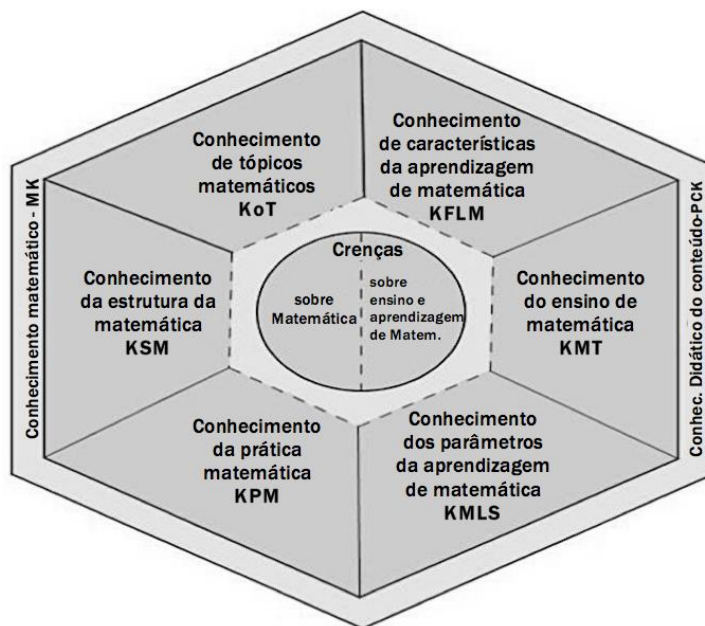 Conhecimento matemático - MK
Conhecimento
de tópicos
matemáticos
KoT
Conhecimento
de características
da aprendizagem
de matemática
KFLM
Conhecimento
da estrutura da
matemática
KSM
Crenças
sobre
Matemática
sobre
ensino e
aprendizagem
de Matem.
Conhecimento
do ensino de
matemática
KMT
Conhecimento
da prática
matemática
KPM
Conhecimento
dos parâmetros
da aprendizagem
de matemática
KMLS
Conhec. Didático do conteúdo-PCK